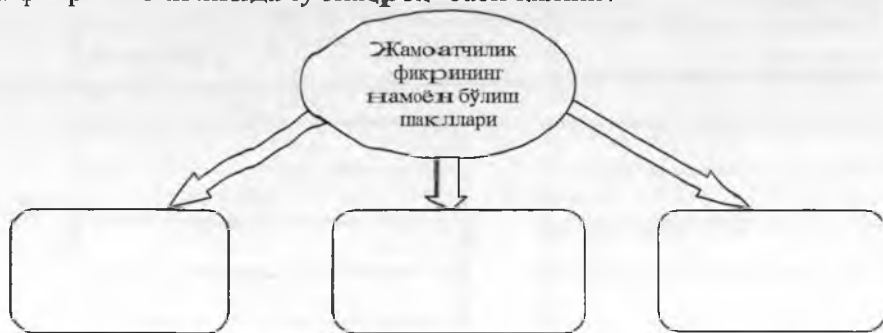 Жамоатчилик
фикрининг
намоён бўлиш
шакллари